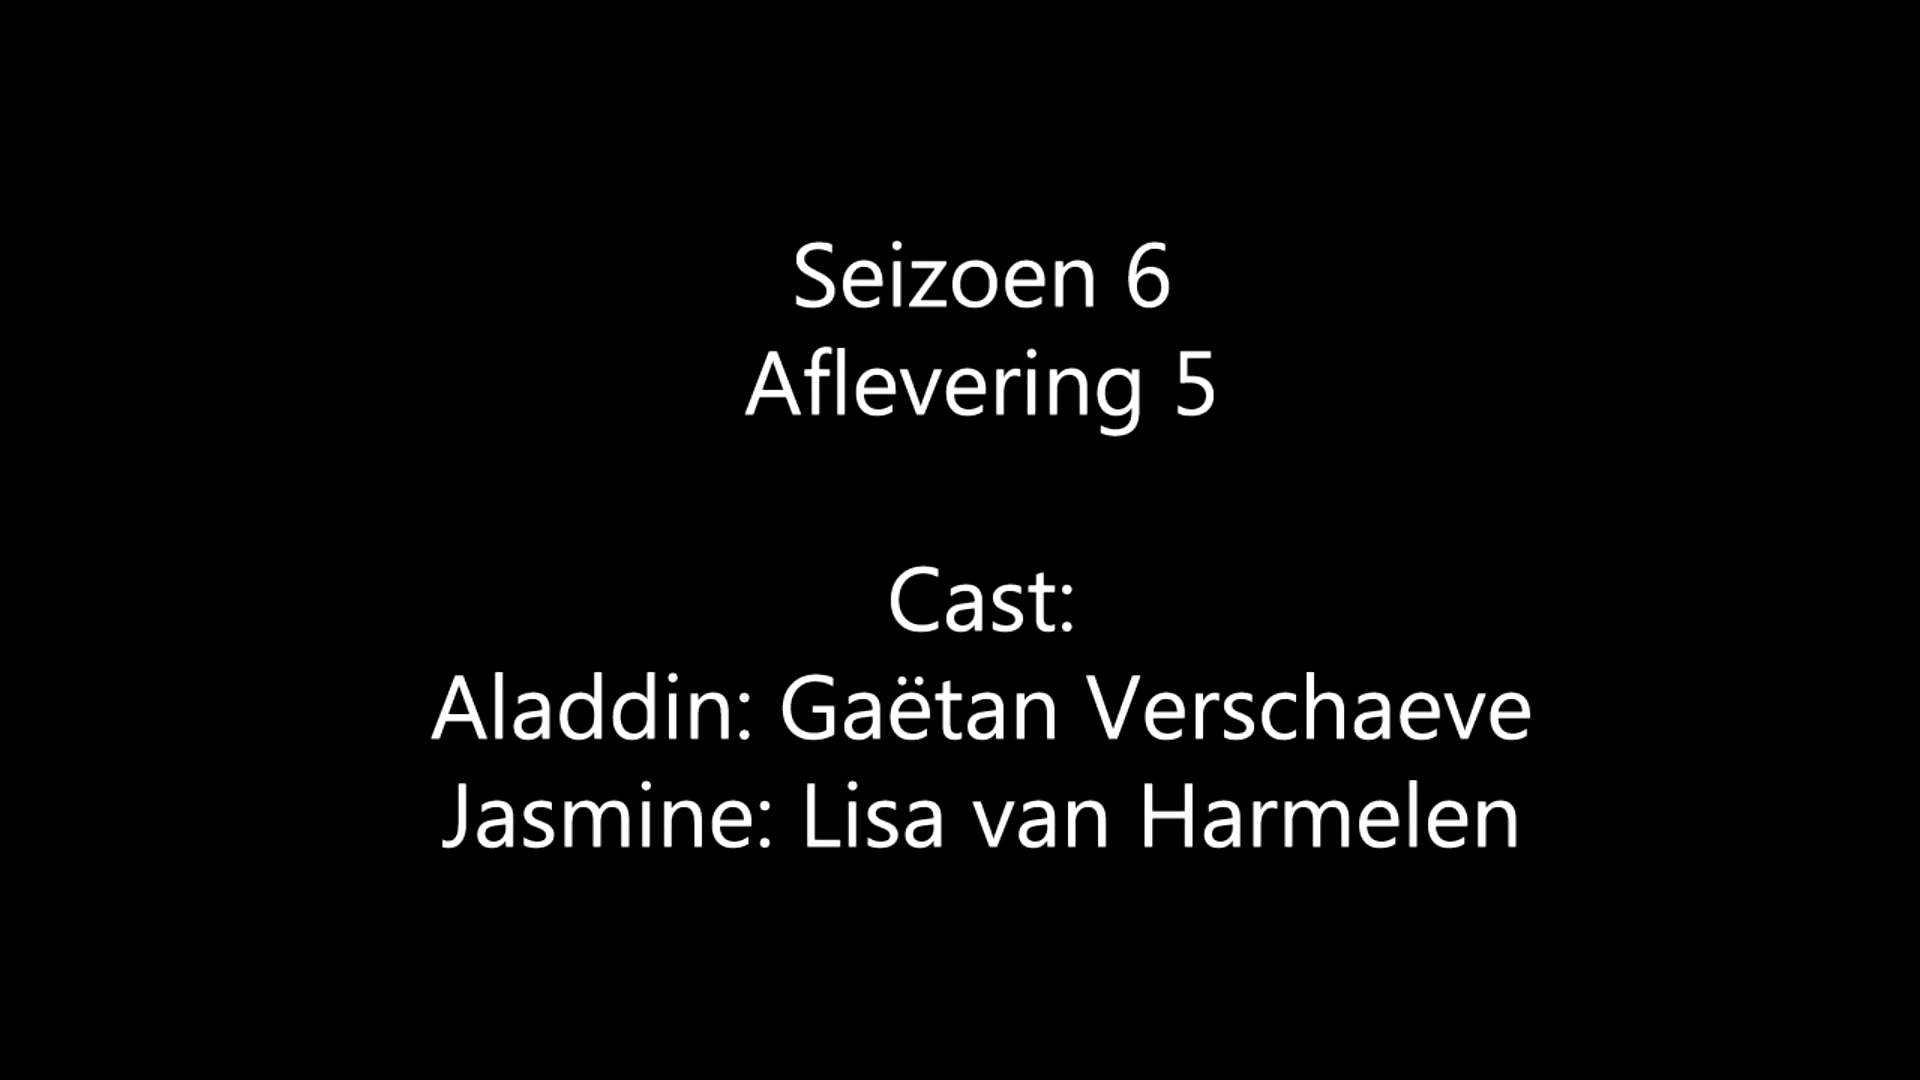 Seizoen 6
Aflevering 5
Cast:
Aladdin: Gaëtan Verschaeve
Jasmine: Lisa van Harmelen